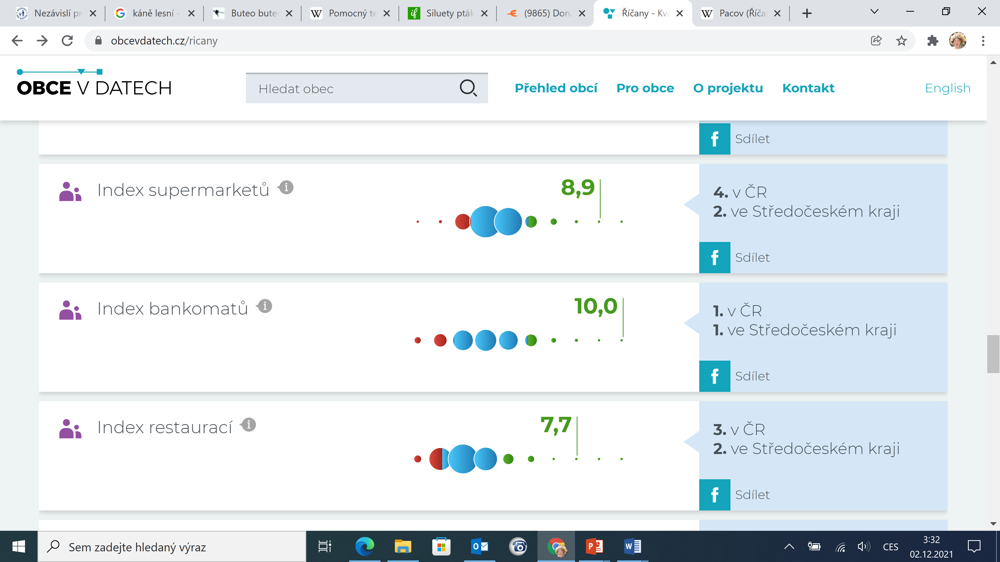 Nezávislí pr
káně lesní -
Buteo bute
Pomocný te
Siluety pták
(9865) Doru
Říčany - Kva
Pacov (Říča
obcevdatech.cz/ricany
OBCE V DATECH
Hledat obec
Přehled obcí
Pro obce
O projektu
Kontakt
English
f Sdílet
Index supermarketů i
8,9
4. v ČR
2. ve Středočeském kraji
f Sdílet
Index bankomatů i
10,0
1. v ČR
1. ve Středočeském kraji
f Sdílet
Index restaurací i
7,7
3. v ČR
2. ve Středočeském kraji
f Sdílet
Sem zadejte hledaný výraz
CES
3:32
02.12.2021